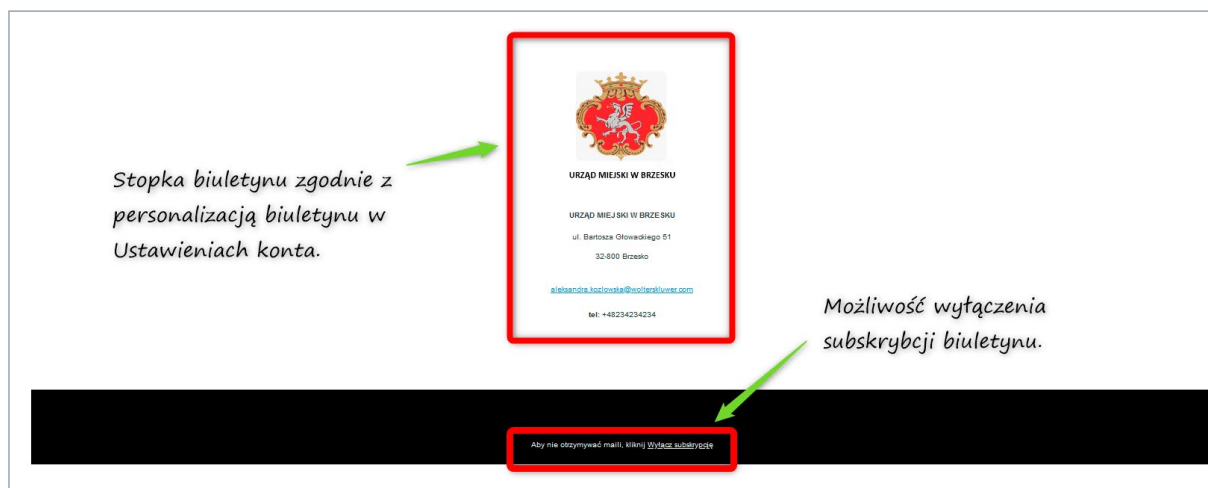 Stopka biuletynu zgodnie z
personalizacją biuletynu w
Ustawieniach konta.
URZĄD MIEJSKI W BRZESKU
URZĄD MIEJSKI W BRZESKU
ul. Bartosza Głowackiego 51
32-800 Brzesko
aleksandra.kozlowska@wolterskluwer.com
tel: +48234234234
Możliwość wyłączenia
subskrybcji biuletynu.
Aby nie otrzymywać maili, kliknij Wyłącz subskrypcję